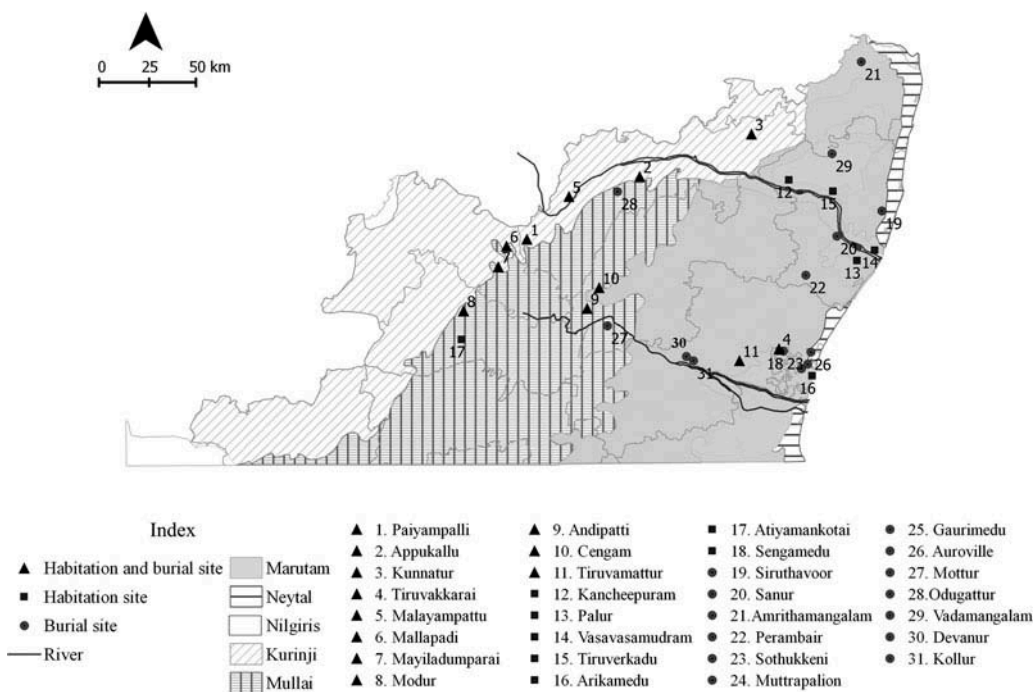 0 25 50 km
21
3
29
2
12
5
28
15
19
1
6
20
14
7
13
22
10
8
9
27
17
30
4
11
18
23
26
31
16
Index
Habitation and burial site
Habitation site
Burial site
River
Marutam
Neytal
Nilgiris
Kurinji
Mullai
1. Paiyampalli
2. Appukallu
3. Kunnatur
4. Tiruvakkarai
5. Malayampattu
6. Mallapadi
7. Mayiladumparai
8. Modur
9. Andipatti
10. Cengam
11. Tiruvamattur
12. Kancheepuram
13. Palur
14. Vasavasamudram
15. Tiruverkadu
16. Arikamedu
17. Atiyamankotai
18. Sengamedu
19. Siruthavoor
20. Sanur
21. Amrithamangalam
22. Perambair
23. Sothukkeni
24. Muttrapalion
25. Gaurimedu
26. Auroville
27. Mottur
28.Odugattur
29. Vadamangalam
30. Devanur
31. Kollur